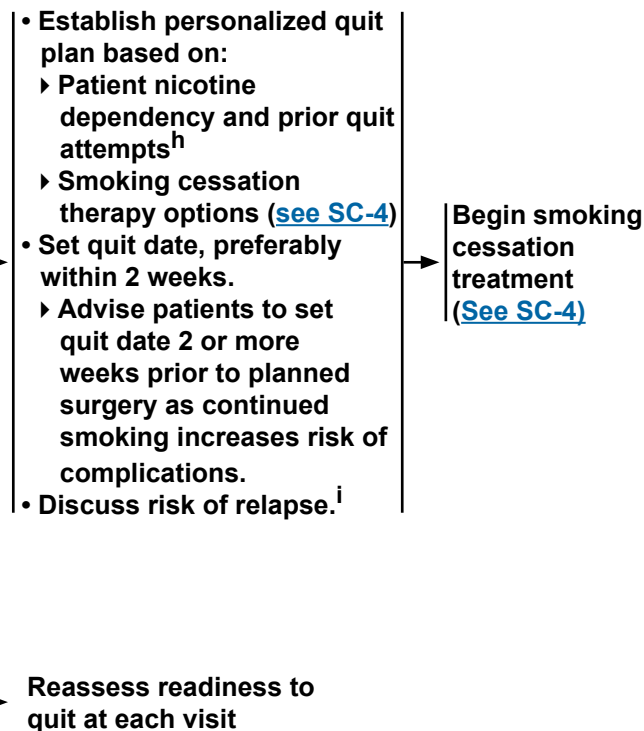 • Establish personalized quit
plan based on:
▸ Patient nicotine
dependency and prior quit
attemptsʰ
▸ Smoking cessation
therapy options (see SC-4)
• Set quit date, preferably
within 2 weeks.
▸ Advise patients to set
quit date 2 or more
weeks prior to planned
surgery as continued
smoking increases risk of
complications.
• Discuss risk of relapse.ⁱ
Begin smoking
cessation
treatment
(See SC-4)
Reassess readiness to
quit at each visit